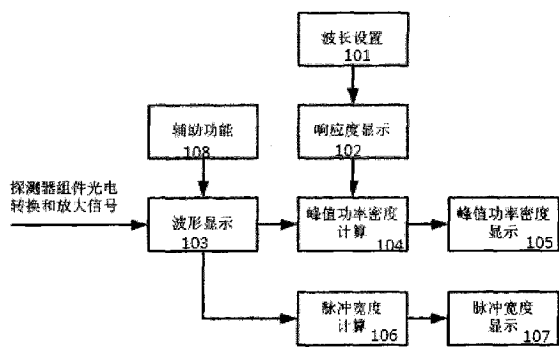 波长设置
101
辅助功能
108
响应度显示
102
探测器组件光电
转换和放大信号
波形显示
103
峰值功率密度
计算
104
峰值功率密度
显示
105
脉冲宽度
计算
106
脉冲宽度
显示
107